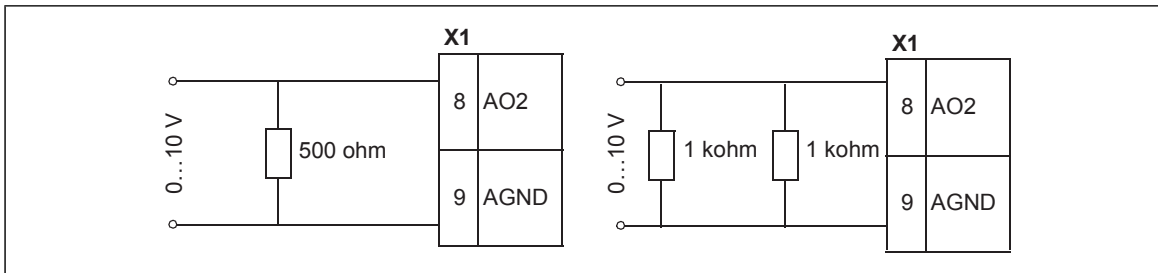 X1
0...10 V
500 ohm
8 AO2
9 AGND
X1
0...10 V
1 kohm
1 kohm
8 AO2
9 AGND